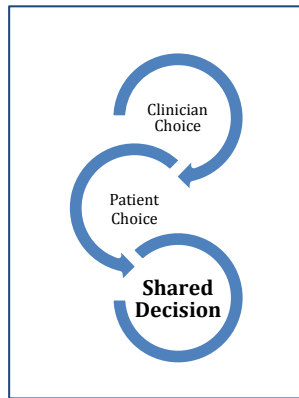 Clinician
Choice
Patient
Choice
Shared
Decision